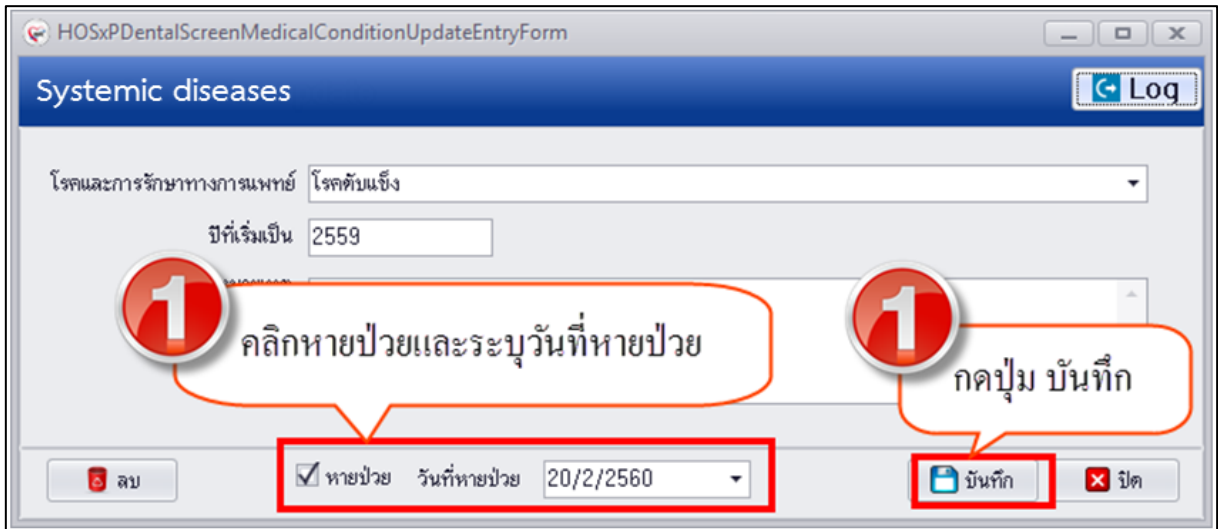 HOSxPDentalScreenMedicalConditionUpdateEntryForm
Systemic diseases
Log
โรคและการรักษาทางการแพทย์ โรคตับแข็ง
ปีที่เริ่มเป็น 2559
1 1
คลิกหายป่วยและระบุวันที่หายป่วย
กดปุ่ม บันทึก
ลบ หายป่วย วันที่หายป่วย 20/2/2560 บันทึก ปิด